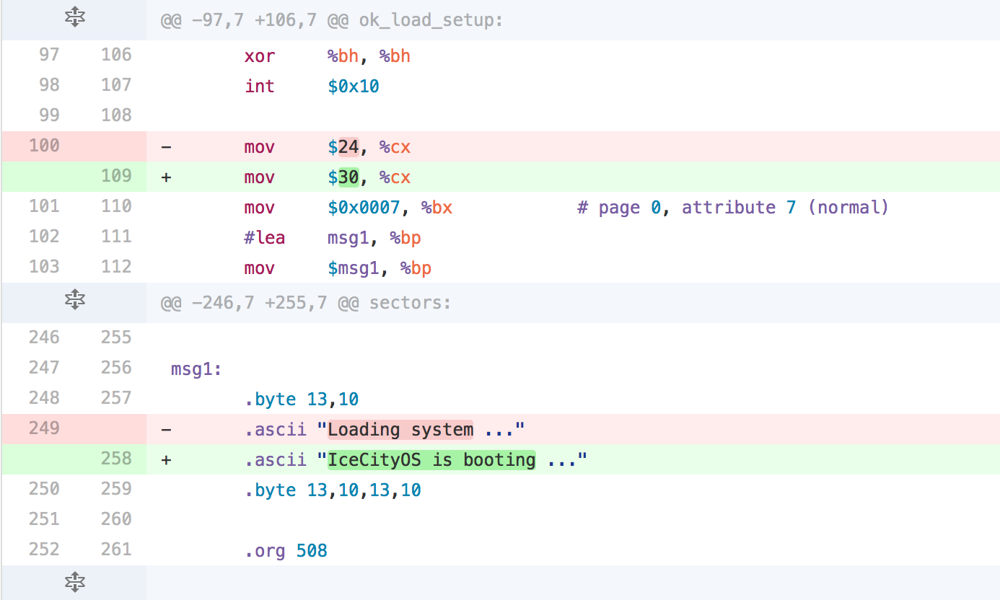 @@ -97,7 +106,7 @@ ok_load_setup:
97 106 xor %bh, %bh
98 107 int $0x10
99 108
100 - mov $24, %cx
109 + mov $30, %cx
101 110 mov $0x0007, %bx # page 0, attribute 7 (normal)
102 111 #lea msg1, %bp
103 112 mov $msg1, %bp
@@ -246,7 +255,7 @@ sectors:
246 255
247 256 msg1:
248 257 .byte 13,10
249 - .ascii "Loading system ..."
258 + .ascii "IceCityOS is booting ..."
250 259 .byte 13,10,13,10
251 260
252 261 .org 508